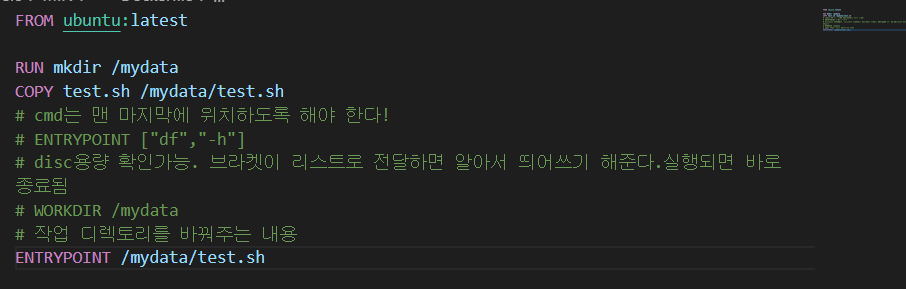 FROM ubuntu:latest
RUN mkdir /mydata
COPY test.sh /mydata/test.sh
# cmd는 맨 마지막에 위치하도록 해야 한다!
# ENTRYPOINT ["df","-h"]
# disc용량 확인가능. 브라켓이 리스트로 전달하면 알아서 띄어쓰기 해준다.실행되면 바로
종료됨
# WORKDIR /mydata
# 작업 디렉토리를 바꿔주는 내용
ENTRYPOINT /mydata/test.sh